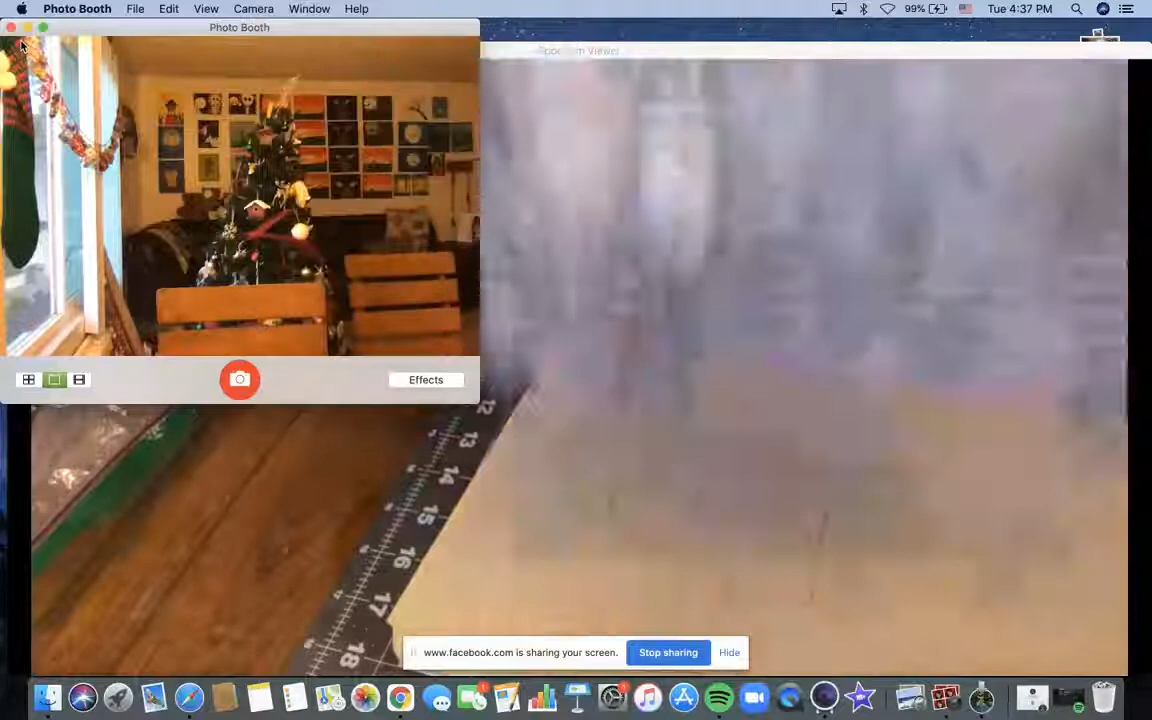 Photo Booth File Edit View Camera Window Help 99% Tue 4:37 PM
Photo Booth
Viewer
Effects
12
13
14
15
16
17
18
www.facebook.com is sharing your screen. Stop sharing Hide